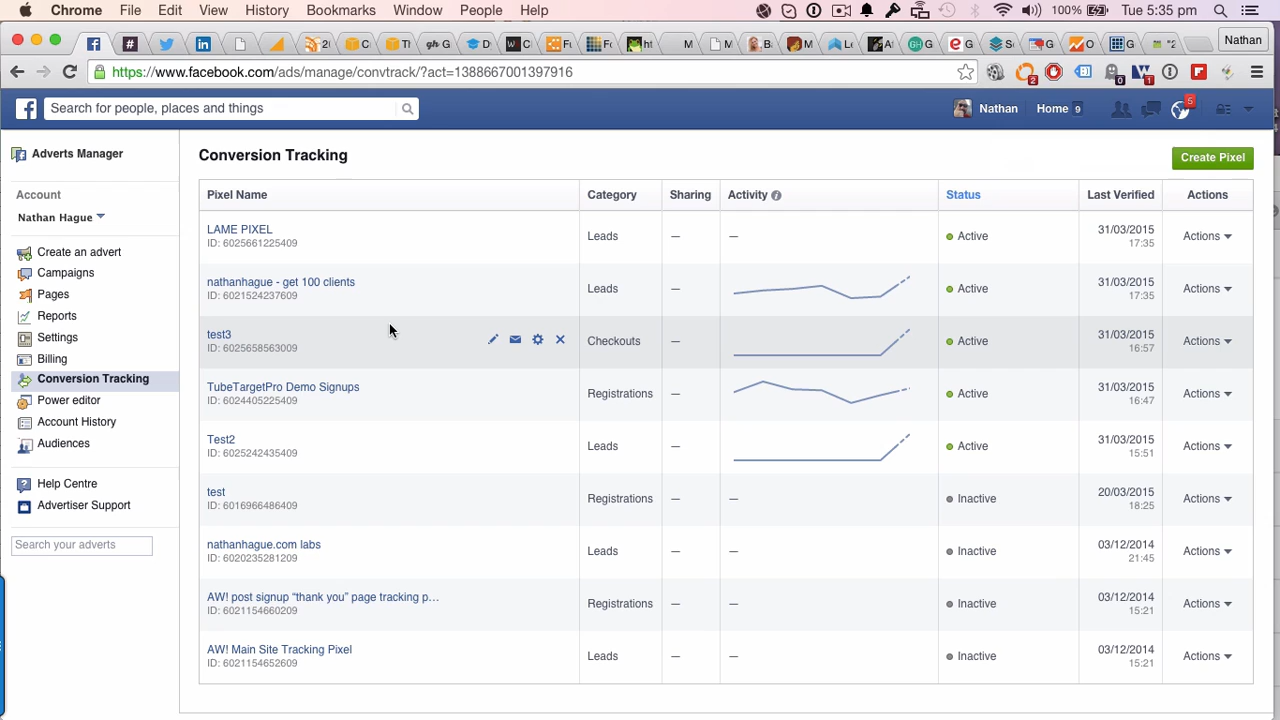 Chrome File Edit View History Bookmarks Window People Help 100% Tue 5:35 pm
Nathan
https://www.facebook.com/ads/manage/convtrack/?act=1388667001397916
Search for people, places and things
Nathan Home 9 5
Adverts Manager
Account
Nathan Hague
Create an advert
Campaigns
Pages
Reports
Settings
Billing
Conversion Tracking
Power editor
Account History
Audiences
Help Centre
Advertiser Support
Search your adverts
Conversion Tracking
Create Pixel
Pixel Name Category Sharing Activity Status Last Verified Actions
LAME PIXEL
ID: 6025661225409
Leads — — Active 31/03/2015 17:35 Actions
nathanhague - get 100 clients
ID: 6021524237609
Leads — Active 31/03/2015 17:35 Actions
test3
ID: 6025658563009
Checkouts — Active 31/03/2015 16:57 Actions
TubeTargetPro Demo Signups
ID: 6024405225409
Registrations — Active 31/03/2015 16:47 Actions
Test2
ID: 6025242435409
Leads — Active 31/03/2015 15:51 Actions
test
ID: 6016966486409
Registrations — — Inactive 20/03/2015 18:25 Actions
nathanhague.com labs
ID: 6020235281209
Leads — — Inactive 03/12/2014 21:45 Actions
AW! post signup “thank you” page tracking p…
ID: 6021154660209
Registrations — — Inactive 03/12/2014 15:21 Actions
AW! Main Site Tracking Pixel
ID: 6021154652609
Leads — — Inactive 03/12/2014 15:21 Actions